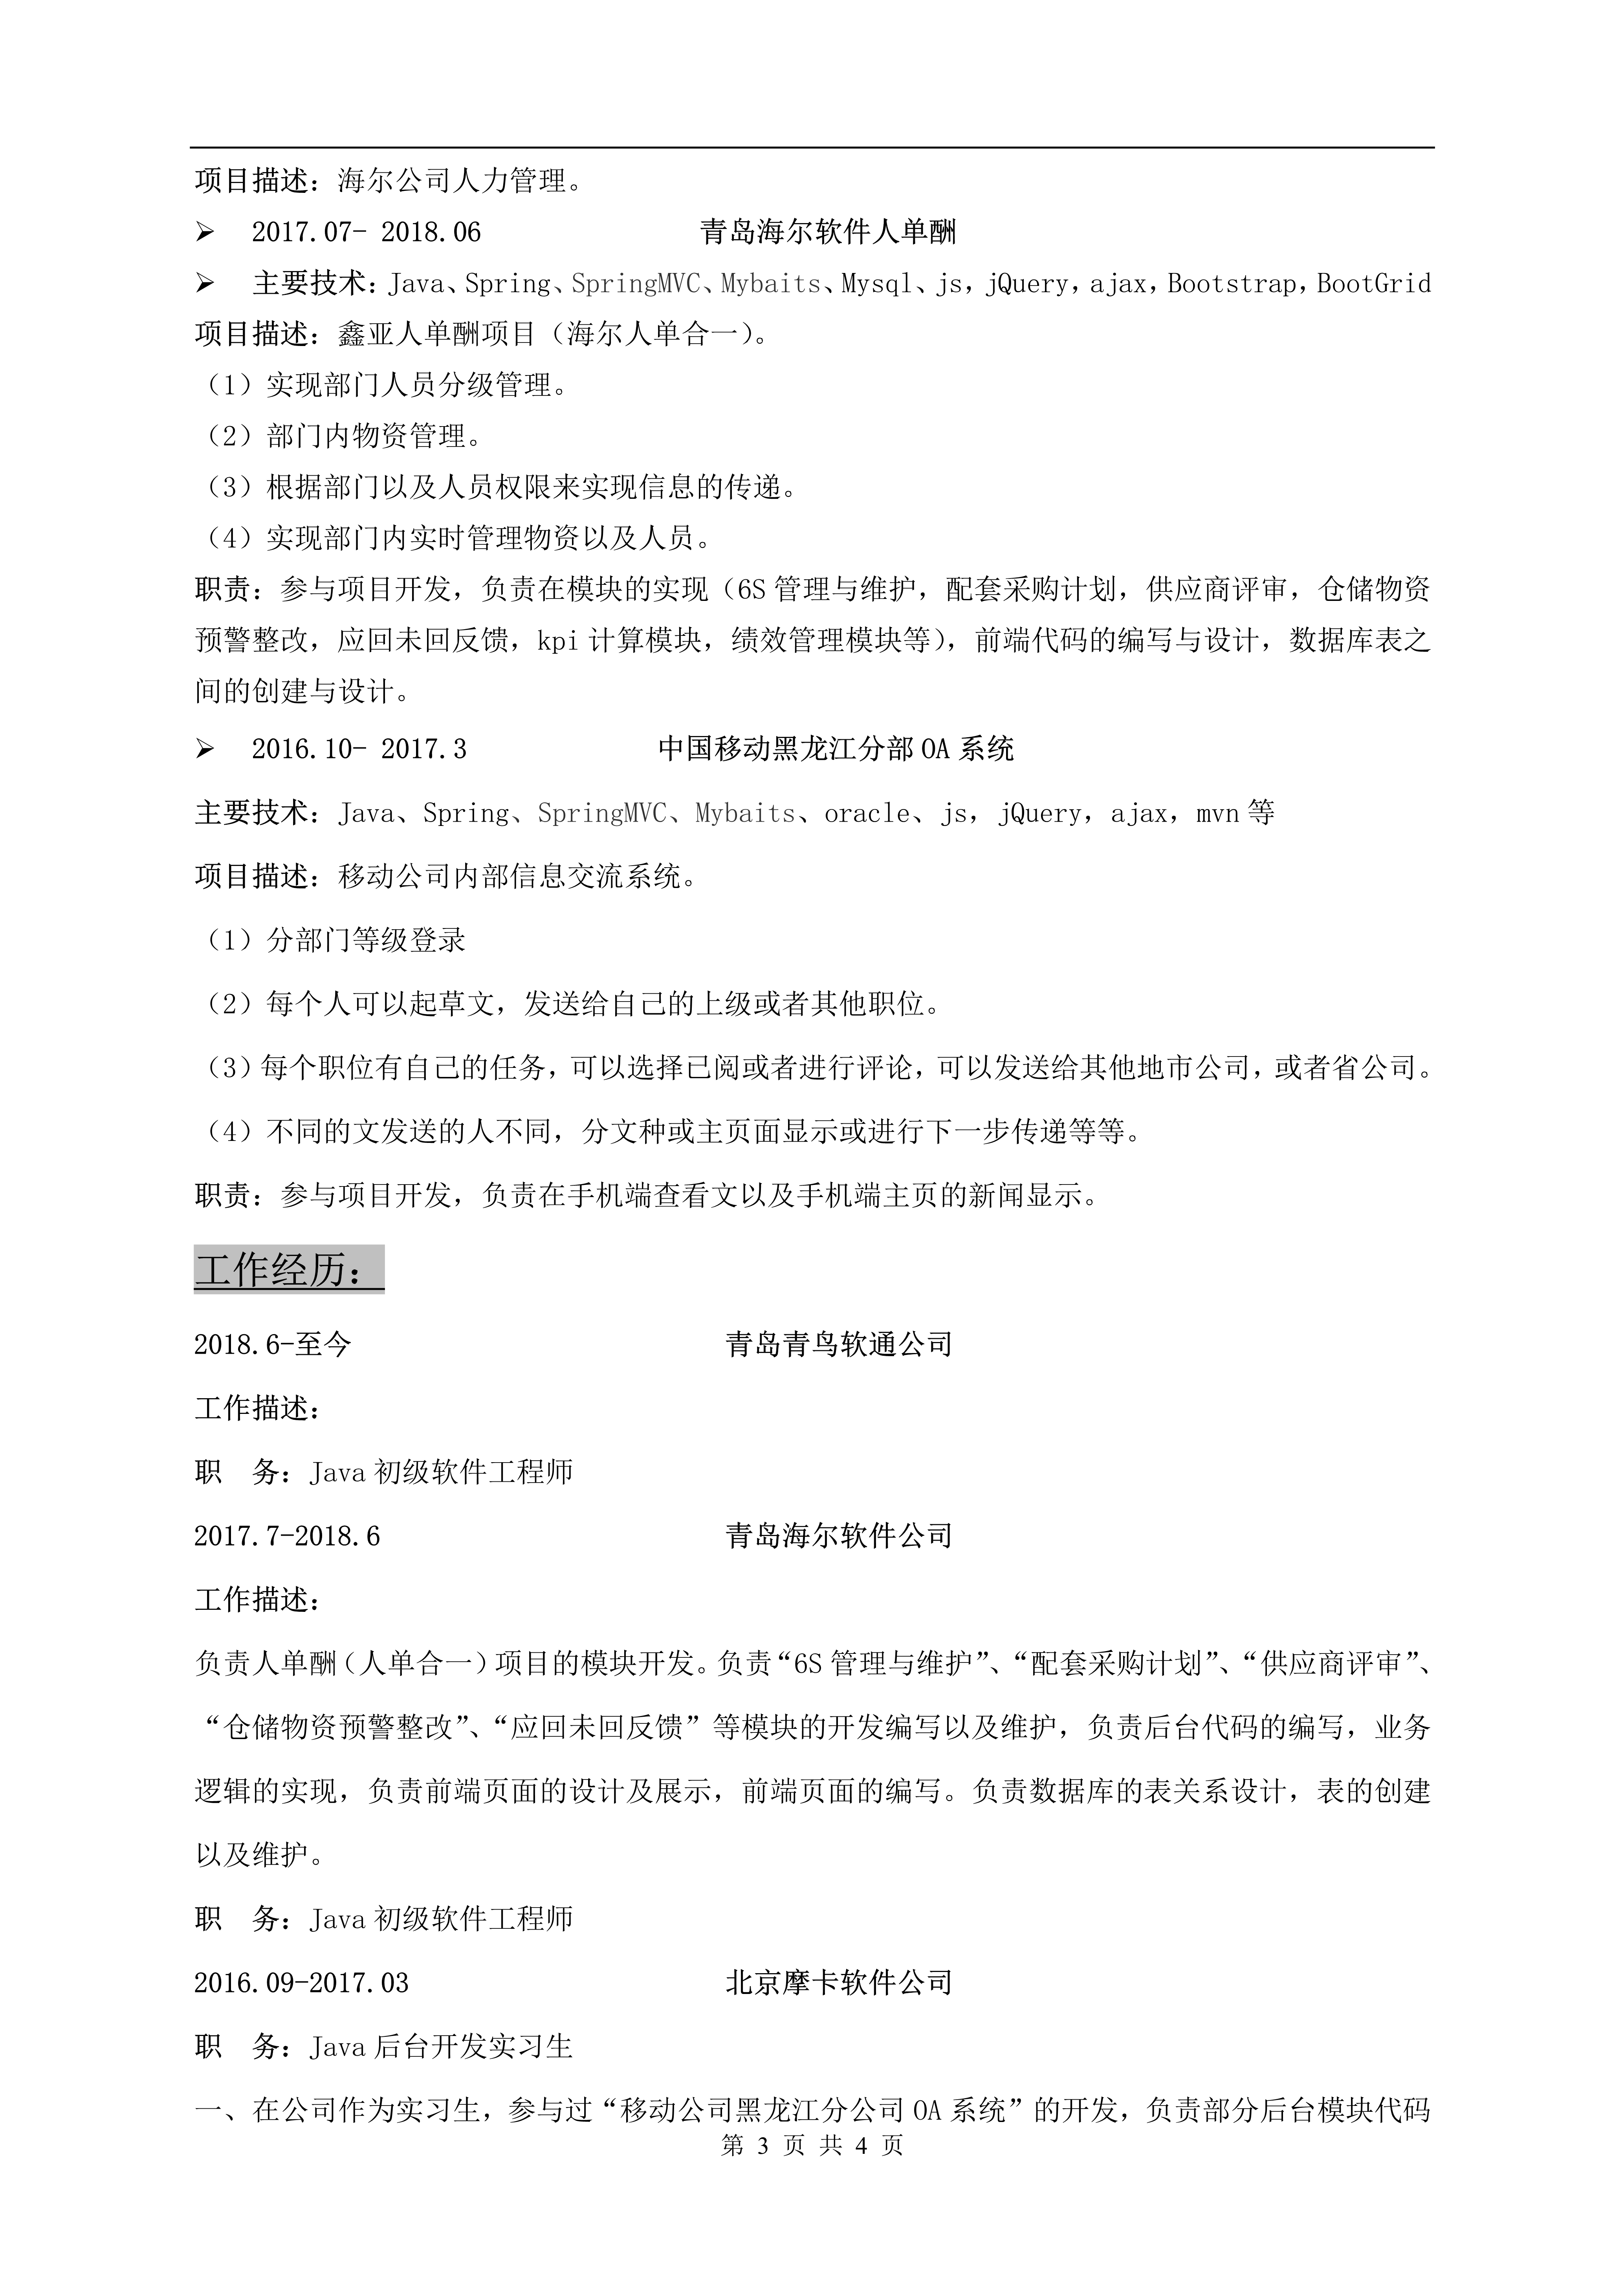 项目描述：海尔公司人力管理。
➢ 2017.07- 2018.06 青岛海尔软件人单酬
➢ 主要技术：Java、Spring、SpringMVC、Mybaits、Mysql、js，jQuery，ajax，Bootstrap，BootGrid
项目描述：鑫亚人单酬项目（海尔人单合一）。
（1）实现部门人员分级管理。
（2）部门内物资管理。
（3）根据部门以及人员权限来实现信息的传递。
（4）实现部门内实时管理物资以及人员。
职责：参与项目开发，负责在模块的实现（6S 管理与维护，配套采购计划，供应商评审，仓储物资
预警整改，应回未回反馈，kpi 计算模块，绩效管理模块等），前端代码的编写与设计，数据库表之
间的创建与设计。
➢ 2016.10- 2017.3 中国移动黑龙江分部 OA 系统
主要技术：Java、Spring、SpringMVC、Mybaits、oracle、js，jQuery，ajax，mvn 等
项目描述：移动公司内部信息交流系统。
（1）分部门等级登录
（2）每个人可以起草文，发送给自己的上级或者其他职位。
（3）每个职位有自己的任务，可以选择已阅或者进行评论，可以发送给其他地市公司，或者省公司。
（4）不同的文发送的人不同，分文种或主页面显示或进行下一步传递等等。
职责：参与项目开发，负责在手机端查看文以及手机端主页的新闻显示。
工作经历：
2018.6-至今 青岛青鸟软通公司
工作描述：
职 务：Java 初级软件工程师
2017.7-2018.6 青岛海尔软件公司
工作描述：
负责人单酬（人单合一）项目的模块开发。负责“6S 管理与维护”、“配套采购计划”、“供应商评审”、
“仓储物资预警整改”、“应回未回反馈”等模块的开发编写以及维护，负责后台代码的编写，业务
逻辑的实现，负责前端页面的设计及展示，前端页面的编写。负责数据库的表关系设计，表的创建
以及维护。
职 务：Java 初级软件工程师
2016.09-2017.03 北京摩卡软件公司
职 务：Java 后台开发实习生
一、在公司作为实习生，参与过“移动公司黑龙江分公司 OA 系统”的开发，负责部分后台模块代码
第 3 页 共 4 页